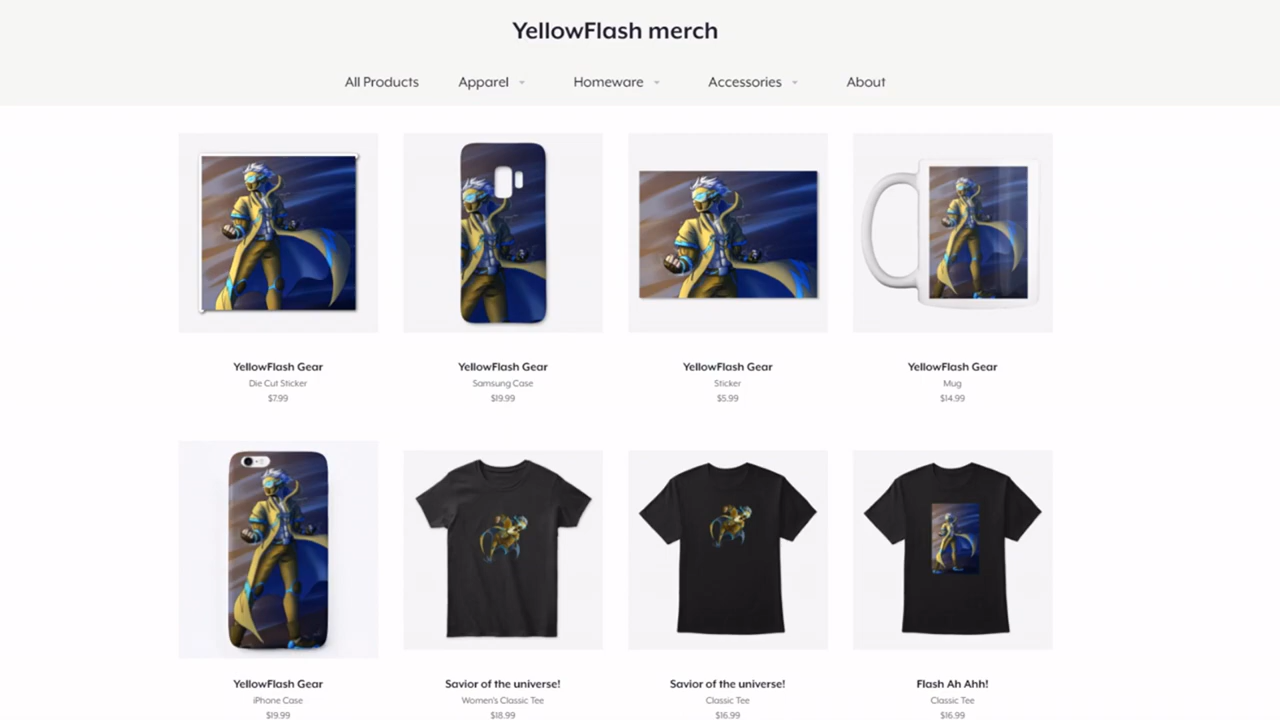 YellowFlash merch
All Products Apparel Homeware Accessories About
YellowFlash Gear
Die Cut Sticker
$7.99
YellowFlash Gear
Samsung Case
$19.99
YellowFlash Gear
Sticker
$5.99
YellowFlash Gear
Mug
$14.99
YellowFlash Gear
iPhone Case
$19.99
Savior of the universe!
Women's Classic Tee
$18.99
Savior of the universe!
Classic Tee
$16.99
Flash Ah Ahh!
Classic Tee
$16.99